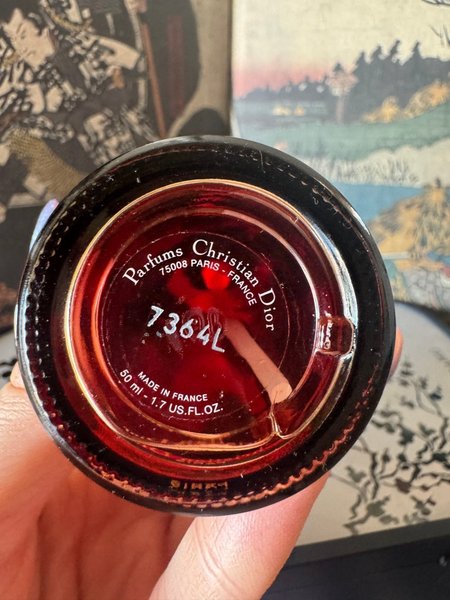 Parfums Christian Dior
75008 PARIS - FRANCE
7364L
MADE IN FRANCE
50 ml - 1.7 US.FL.OZ.